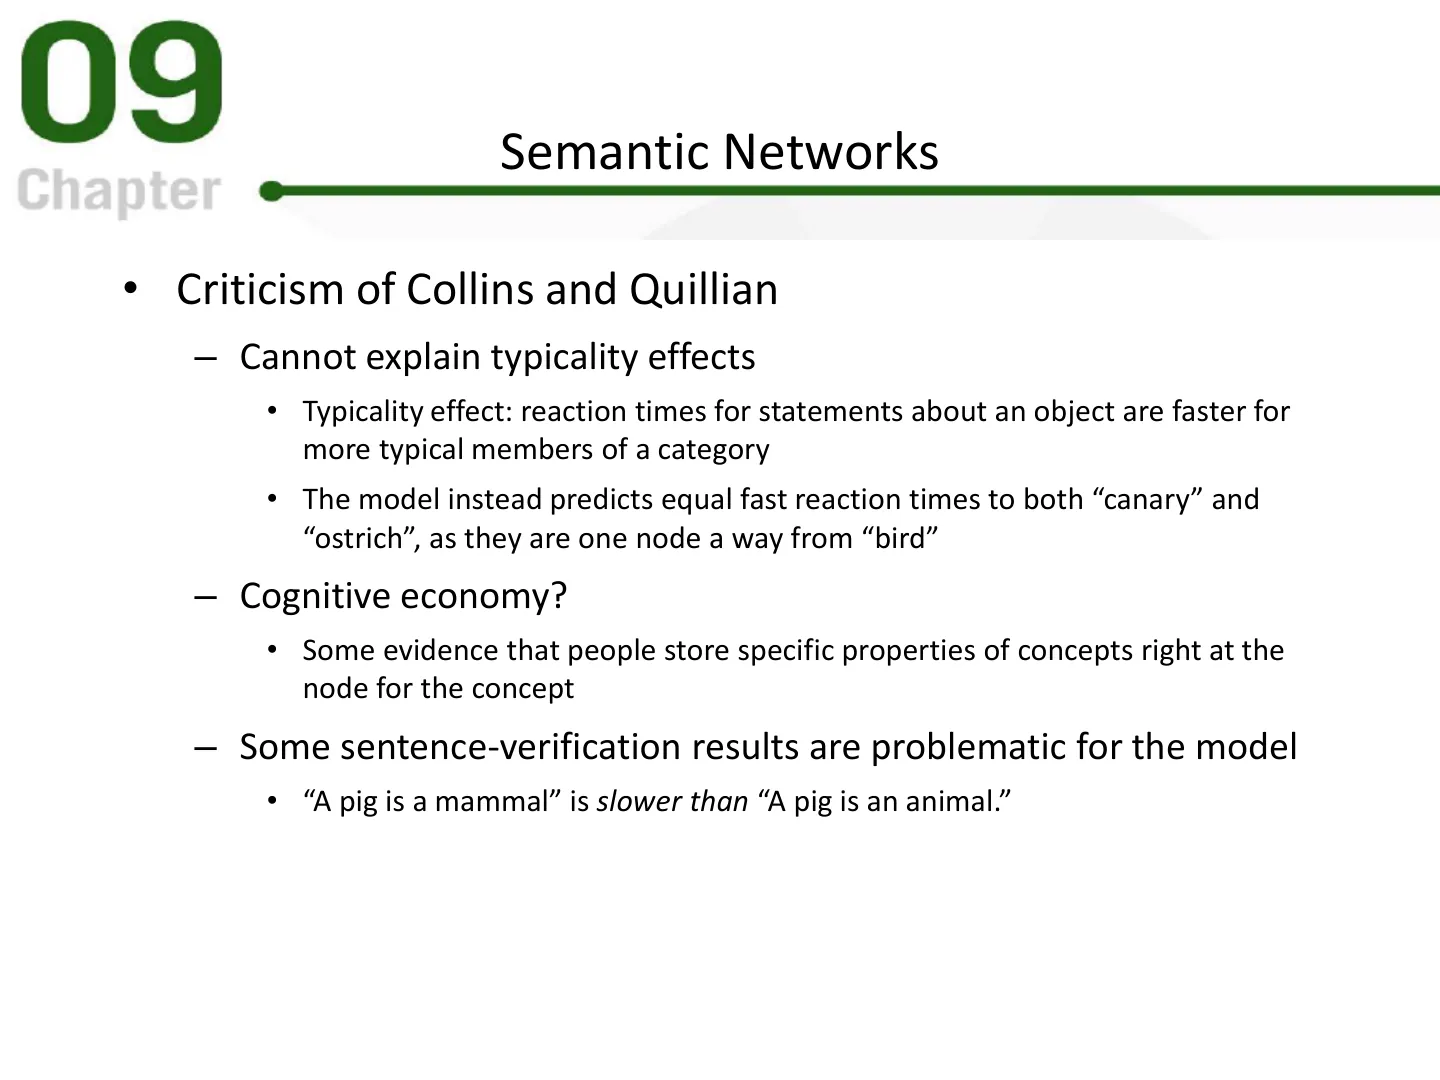 09
Chapter
Semantic Networks
• Criticism of Collins and Quillian
– Cannot explain typicality effects
• Typicality effect: reaction times for statements about an object are faster for
more typical members of a category
• The model instead predicts equal fast reaction times to both “canary” and
“ostrich”, as they are one node a way from “bird”
– Cognitive economy?
• Some evidence that people store specific properties of concepts right at the
node for the concept
– Some sentence-verification results are problematic for the model
• “A pig is a mammal” is slower than “A pig is an animal.”